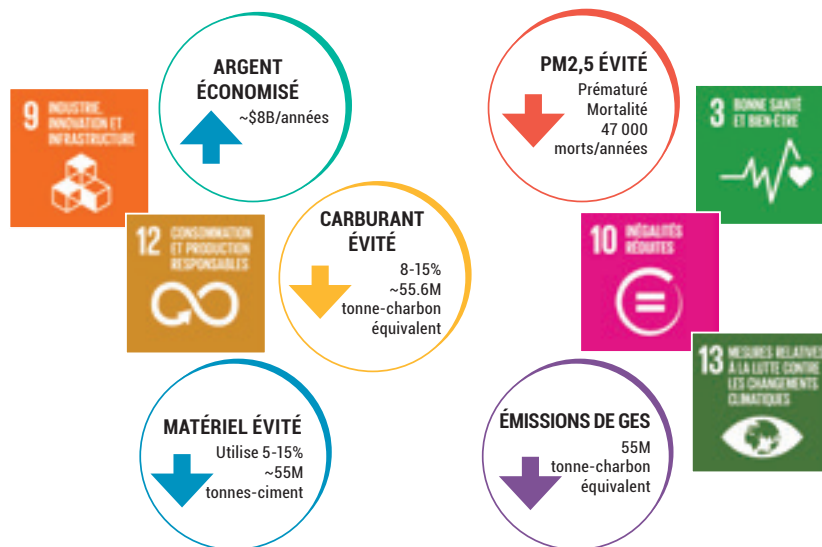 ARGENT
ÉCONOMISÉ
~$8B/années
9 INDUSTRIE,
INNOVATION ET
INFRASTRUCTURE
12 CONSOMMATION
ET PRODUCTION
RESPONSABLES
CARBURANT
ÉVITÉ
8-15%
~55.6M
tonne-charbon
équivalent
MATÉRIEL ÉVITÉ
Utilise 5-15%
~55M
tonnes-ciment
PM2,5 ÉVITÉ
Prématuré
Mortalité
47 000
morts/années
3 BONNE SANTÉ
ET BIEN-ÊTRE
10 INÉGALITÉS
RÉDUITES
13 MESURES RELATIVES
À LA LUTTE CONTRE
LES CHANGEMENTS
CLIMATIQUES
ÉMISSIONS DE GES
55M
tonne-charbon
équivalent